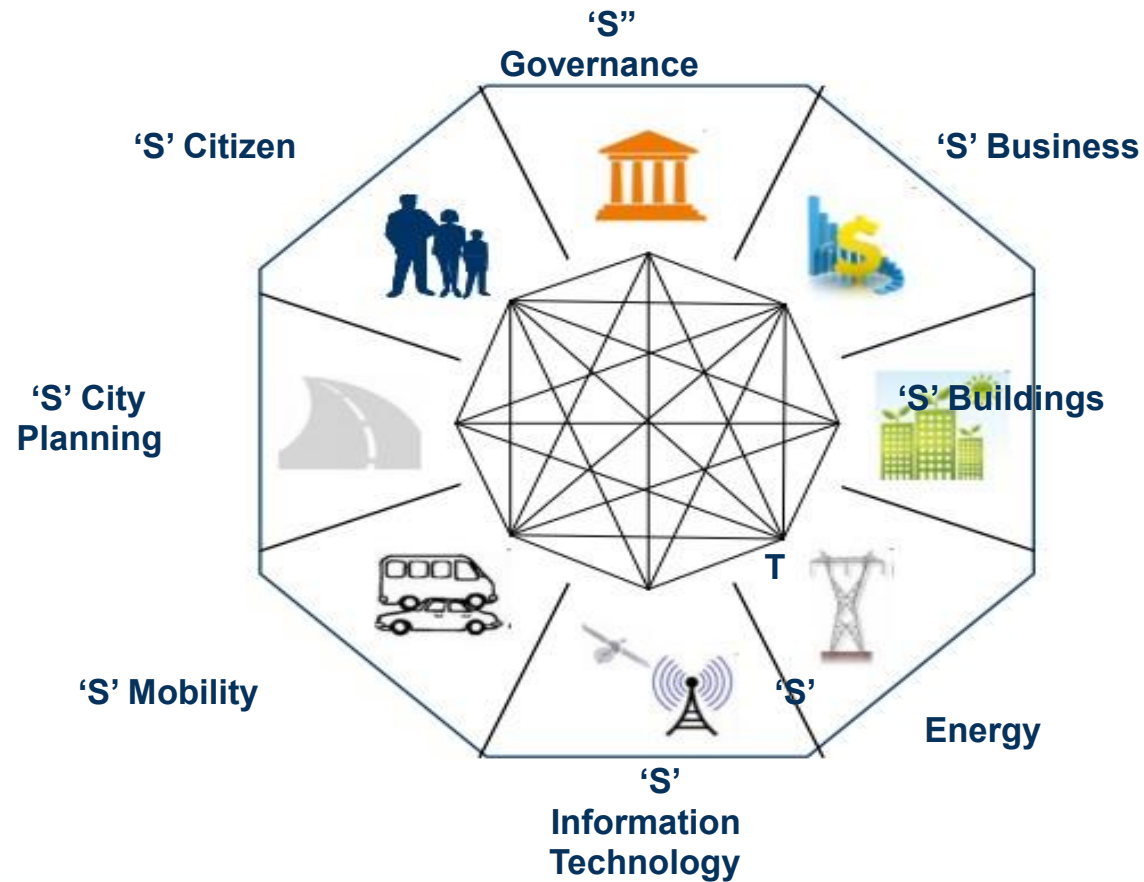 ‘S”
Governance
‘S’ Citizen
‘S’ Business
‘S’ City
Planning
‘S’ Buildings
T
‘S’ Mobility
‘S’
Energy
‘S’
Information
Technology